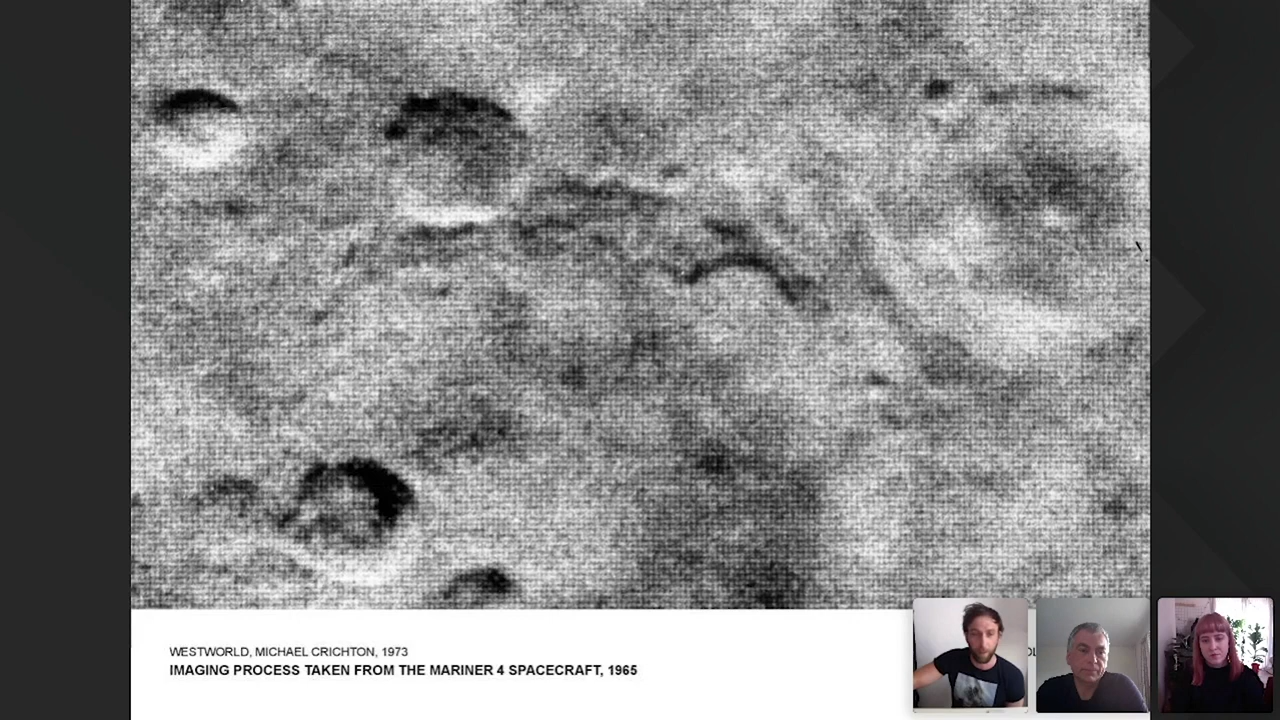 WESTWORLD, MICHAEL CRICHTON, 1973
IMAGING PROCESS TAKEN FROM THE MARINER 4 SPACECRAFT, 1965